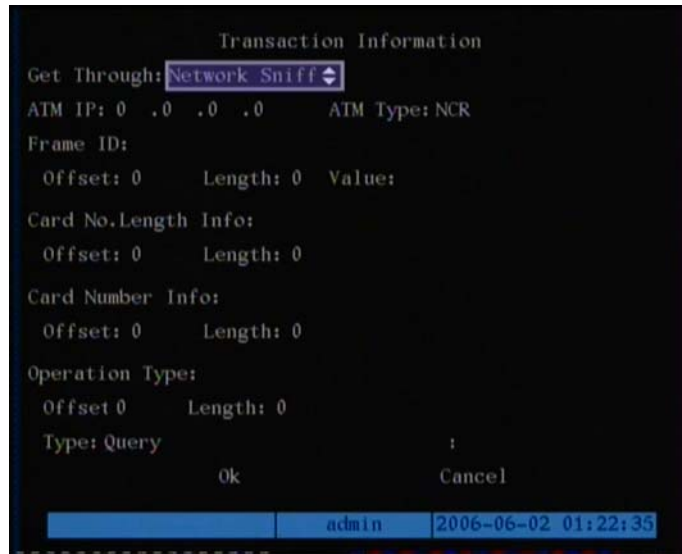 Transaction Information
Get Through: Network Sniff
ATM IP: 0 .0 .0 .0 ATM Type: NCR
Frame ID:
Offset: 0 Length: 0 Value:
Card No.Length Info:
Offset: 0 Length: 0
Card Number Info:
Offset: 0 Length: 0
Operation Type:
Offset 0 Length: 0
Type: Query :
Ok Cancel
admin 2006-06-02 01:22:35